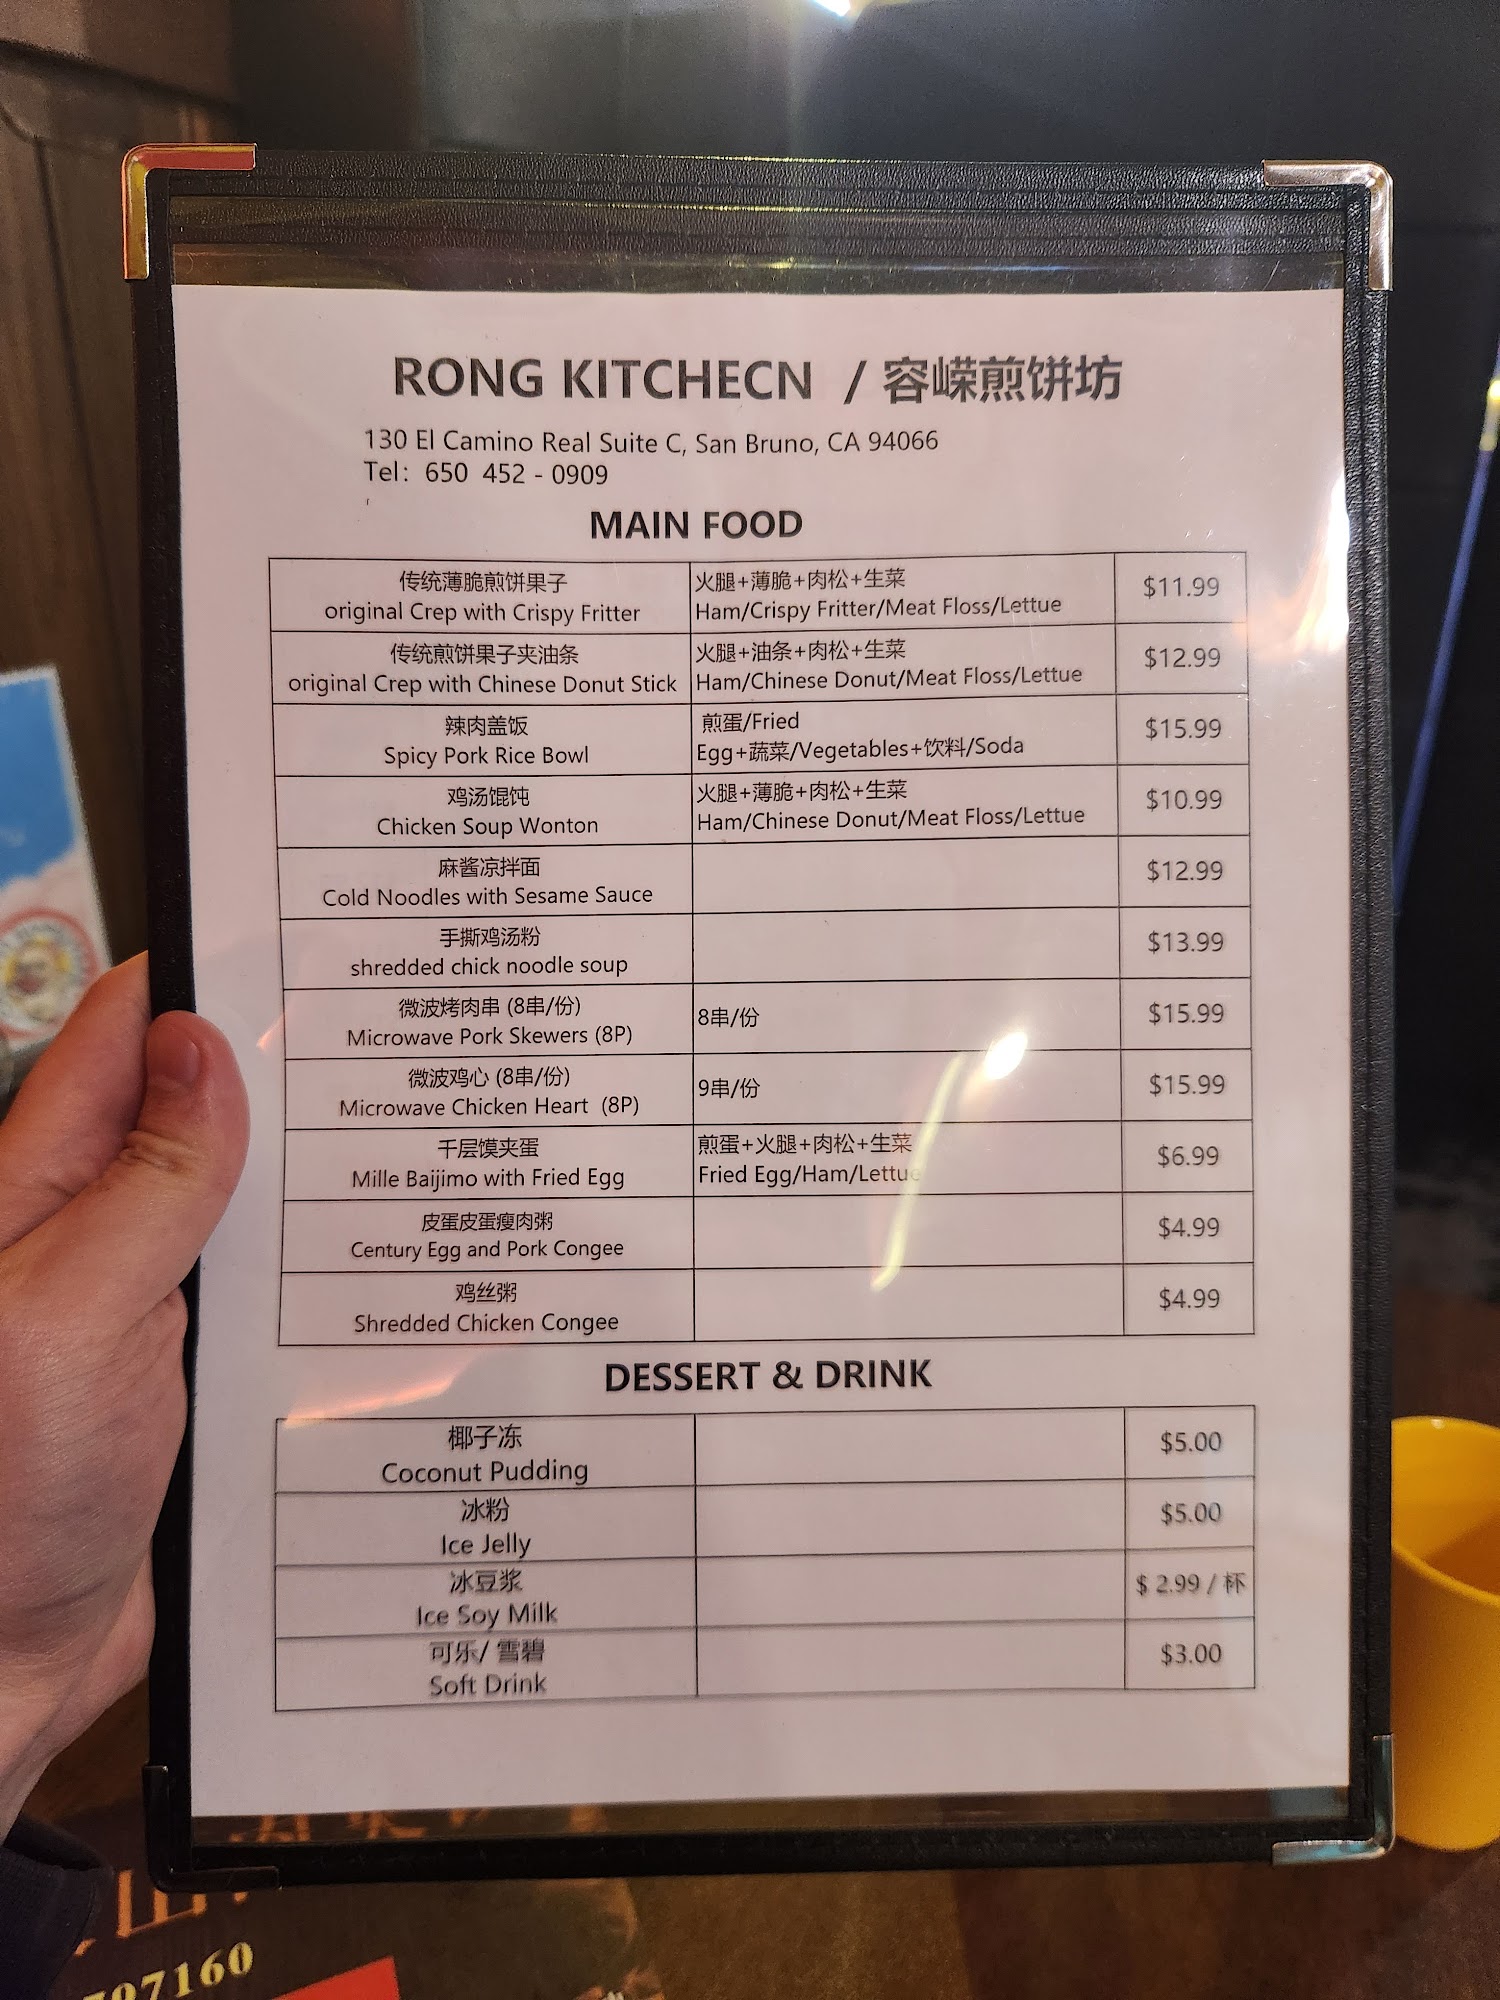 RONG KITCHECN / 容嵘煎饼坊
130 El Camino Real Suite C, San Bruno, CA 94066
Tel: 650 452 - 0909
MAIN FOOD
传统薄脆煎饼果子
original Crep with Crispy Fritter
火腿+薄脆+肉松+生菜
Ham/Crispy Fritter/Meat Floss/Lettue
$11.99
传统煎饼果子夹油条
original Crep with Chinese Donut Stick
火腿+油条+肉松+生菜
Ham/Chinese Donut/Meat Floss/Lettue
$12.99
辣肉盖饭
Spicy Pork Rice Bowl
煎蛋/Fried
Egg+蔬菜/Vegetables+饮料/Soda
$15.99
鸡汤馄饨
Chicken Soup Wonton
火腿+薄脆+肉松+生菜
Ham/Chinese Donut/Meat Floss/Lettue
$10.99
麻酱凉拌面
Cold Noodles with Sesame Sauce
$12.99
手撕鸡汤粉
shredded chick noodle soup
$13.99
微波烤肉串 (8串/份)
Microwave Pork Skewers (8P)
8串/份
$15.99
微波鸡心 (8串/份)
Microwave Chicken Heart (8P)
9串/份
$15.99
千层馍夹蛋
Mille Baijimo with Fried Egg
煎蛋+火腿+肉松+生菜
Fried Egg/Ham/Lettue
$6.99
皮蛋皮蛋瘦肉粥
Century Egg and Pork Congee
$4.99
鸡丝粥
Shredded Chicken Congee
$4.99
DESSERT & DRINK
椰子冻
Coconut Pudding
$5.00
冰粉
Ice Jelly
$5.00
冰豆浆
Ice Soy Milk
$ 2.99 / 杯
可乐/ 雪碧
Soft Drink
$3.00
797160